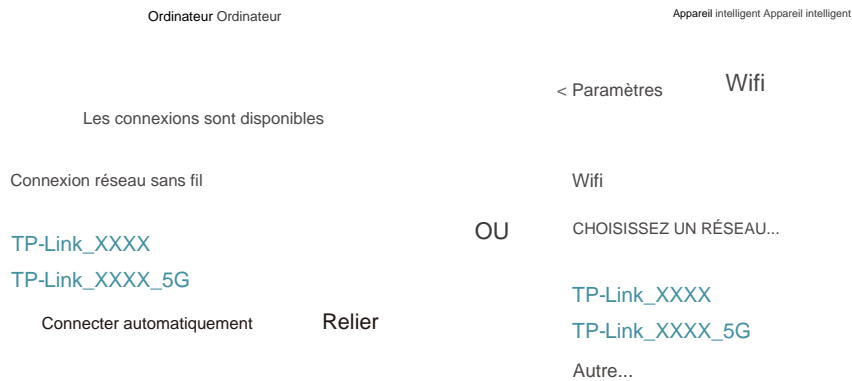 Ordinateur Ordinateur
Les connexions sont disponibles
Connexion réseau sans fil
TP-Link_XXXX
TP-Link_XXXX_5G
Connecter automatiquement Relier
OU
Appareil intelligent Appareil intelligent
< Paramètres Wifi
Wifi
CHOISISSEZ UN RÉSEAU...
TP-Link_XXXX
TP-Link_XXXX_5G
Autre...